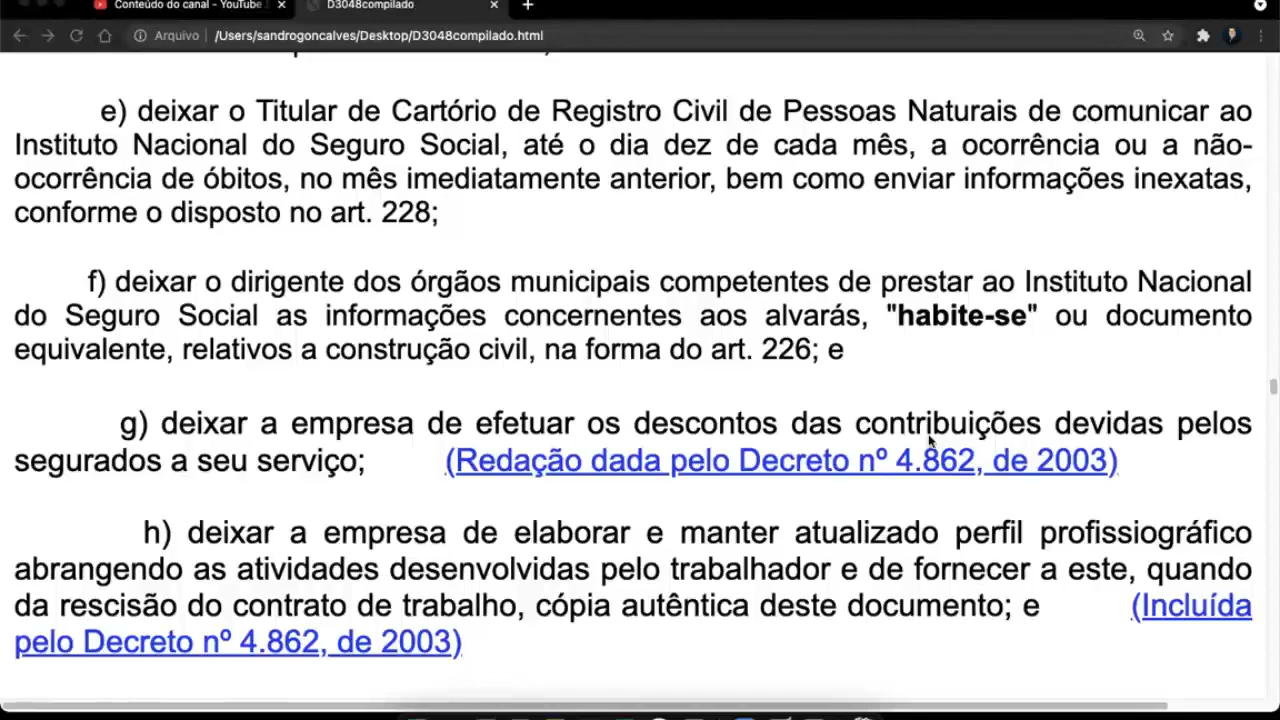 Conteúdo do canal - YouTube
D3048compilado
Arquivo
/Users/sandrogoncalves/Desktop/D3048compilado.html
e) deixar o Titular de Cartório de Registro Civil de Pessoas Naturais de comunicar ao
Instituto Nacional do Seguro Social, até o dia dez de cada mês, a ocorrência ou a não-
ocorrência de óbitos, no mês imediatamente anterior, bem como enviar informações inexatas,
conforme o disposto no art. 228;
f) deixar o dirigente dos órgãos municipais competentes de prestar ao Instituto Nacional
do Seguro Social as informações concernentes aos alvarás, "habite-se" ou documento
equivalente, relativos a construção civil, na forma do art. 226; e
g) deixar a empresa de efetuar os descontos das contribuições devidas pelos
segurados a seu serviço; (Redação dada pelo Decreto nº 4.862, de 2003)
h) deixar a empresa de elaborar e manter atualizado perfil profissiográfico
abrangendo as atividades desenvolvidas pelo trabalhador e de fornecer a este, quando
da rescisão do contrato de trabalho, cópia autêntica deste documento; e (Incluída
pelo Decreto nº 4.862, de 2003)